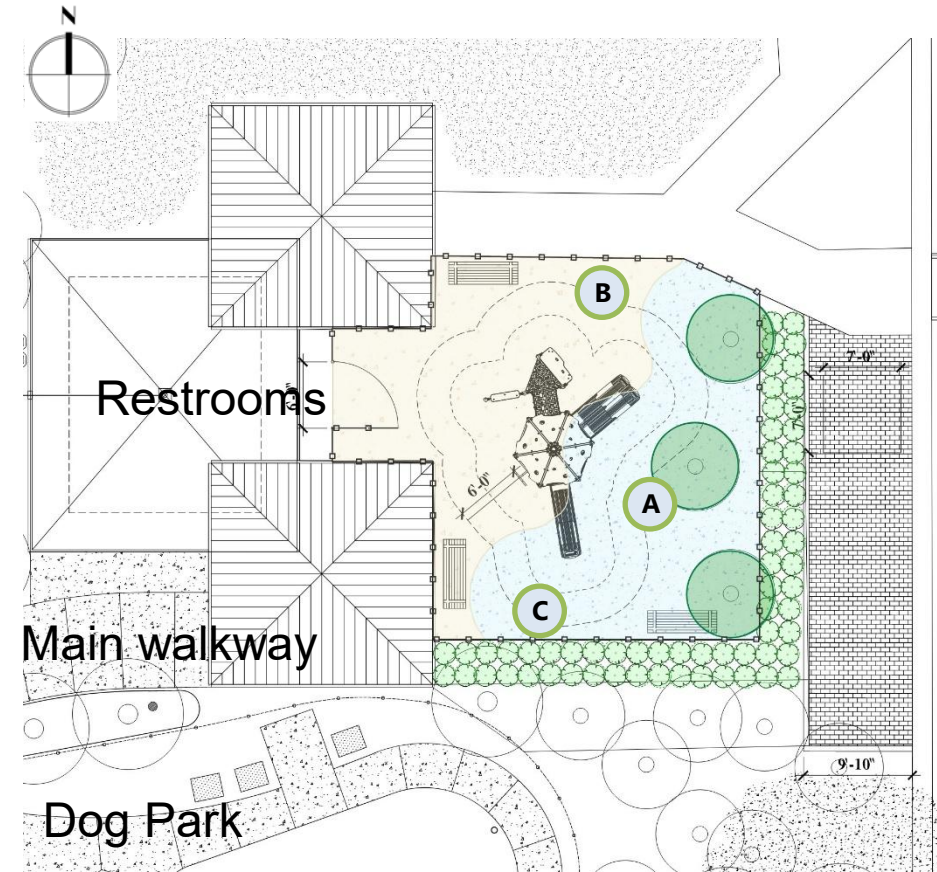 N
B
7'-0"
7'-0"
Restrooms
6'-0"
A
C
Main walkway
9'-10"
Dog Park